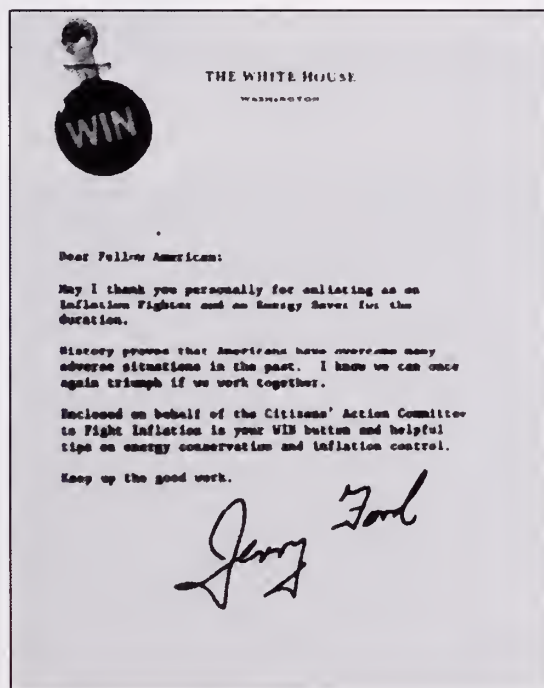 WIN
THE WHITE HOUSE
WASHINGTON
Dear Fellow American:
May I thank you personally for enlisting as an
Inflation Fighter and an Energy Saver for the
duration.
History proves that Americans have overcome many
adverse situations in the past. I know we can once
again triumph if we work together.
Enclosed on behalf of the Citizens' Action Committee
to Fight Inflation is your WIN button and helpful
tips on energy conservation and inflation control.
Keep up the good work.
Jerry Ford